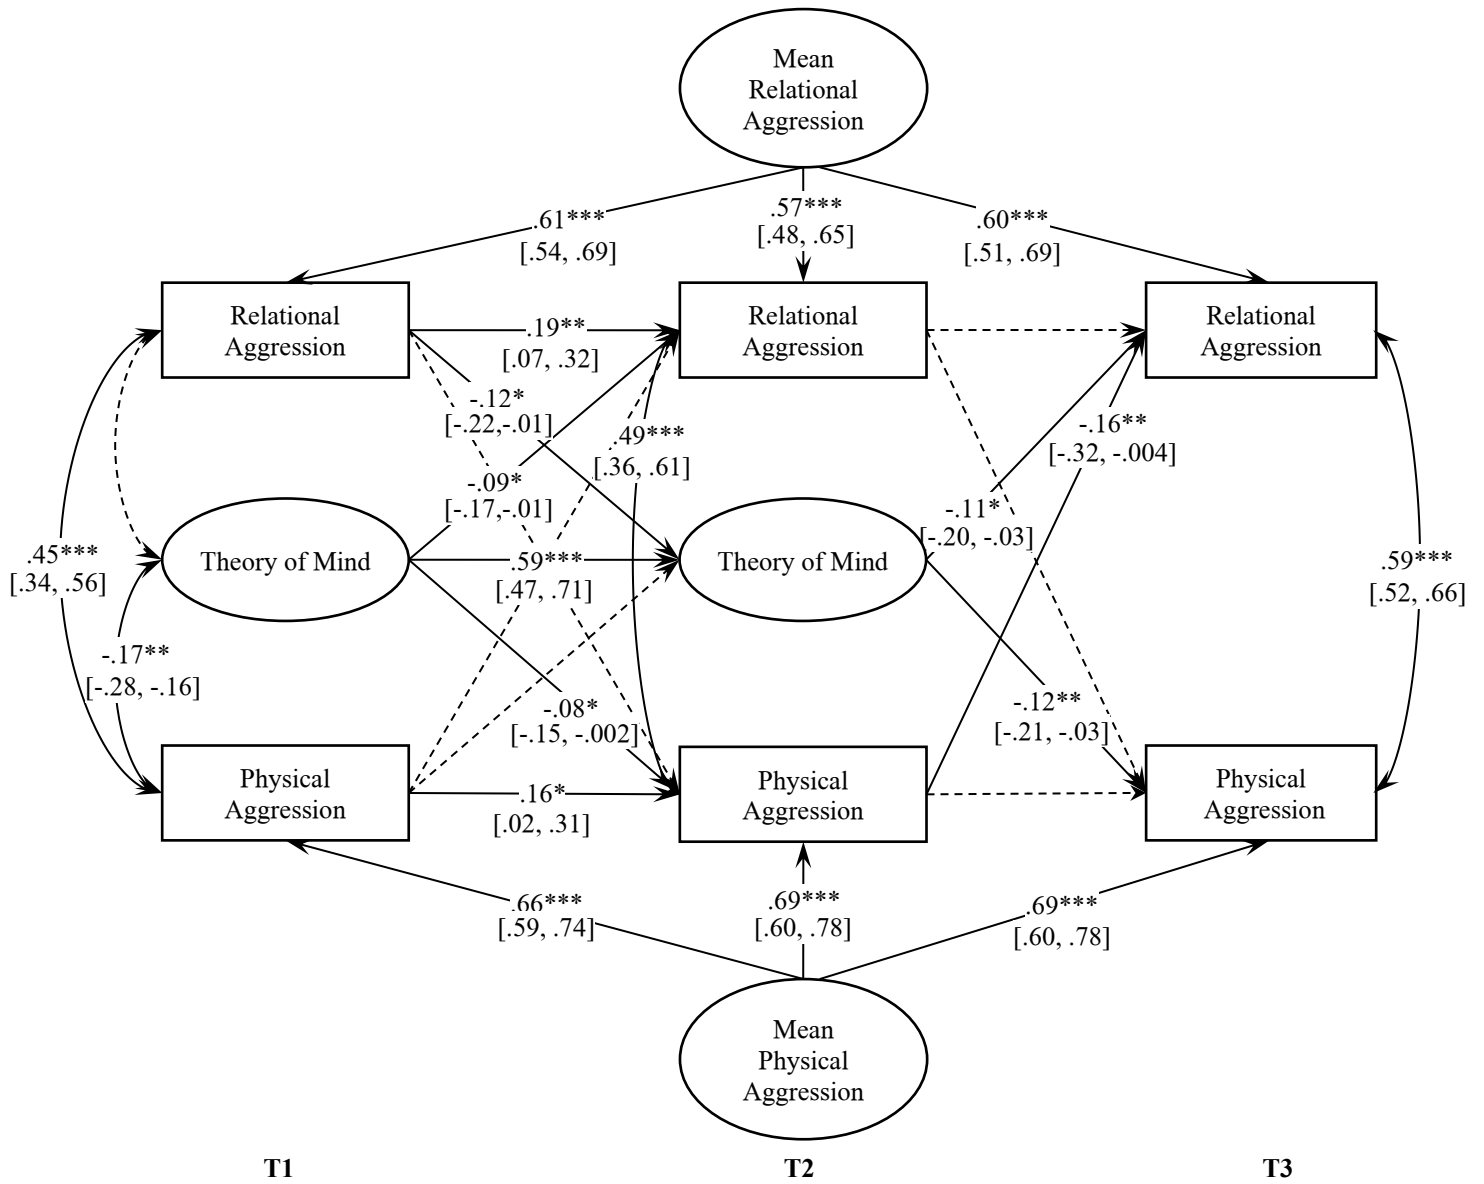 Mean
Relational
Aggression
.61***
[.54, .69]
.57***
[.48, .65]
.60***
[.51, .69]
Relational
Aggression
Relational
Aggression
Relational
Aggression
.19**
[.07, .32]
-.12*
[-.22,-.01]
.49***
[.36, .61]
-.16**
[-.32, -.004]
-.09*
[-.17,-.01]
-.11*
[-.20, -.03]
.45***
[.34, .56]
Theory of Mind
.59***
[.47, .71]
Theory of Mind
.59***
[.52, .66]
-.17**
[-.28, -.16]
-.08*
[-.15, -.002]
-.12**
[-.21, -.03]
Physical
Aggression
.16*
[.02, .31]
Physical
Aggression
Physical
Aggression
.66***
[.59, .74]
.69***
[.60, .78]
.69***
[.60, .78]
Mean
Physical
Aggression
T1
T2
T3